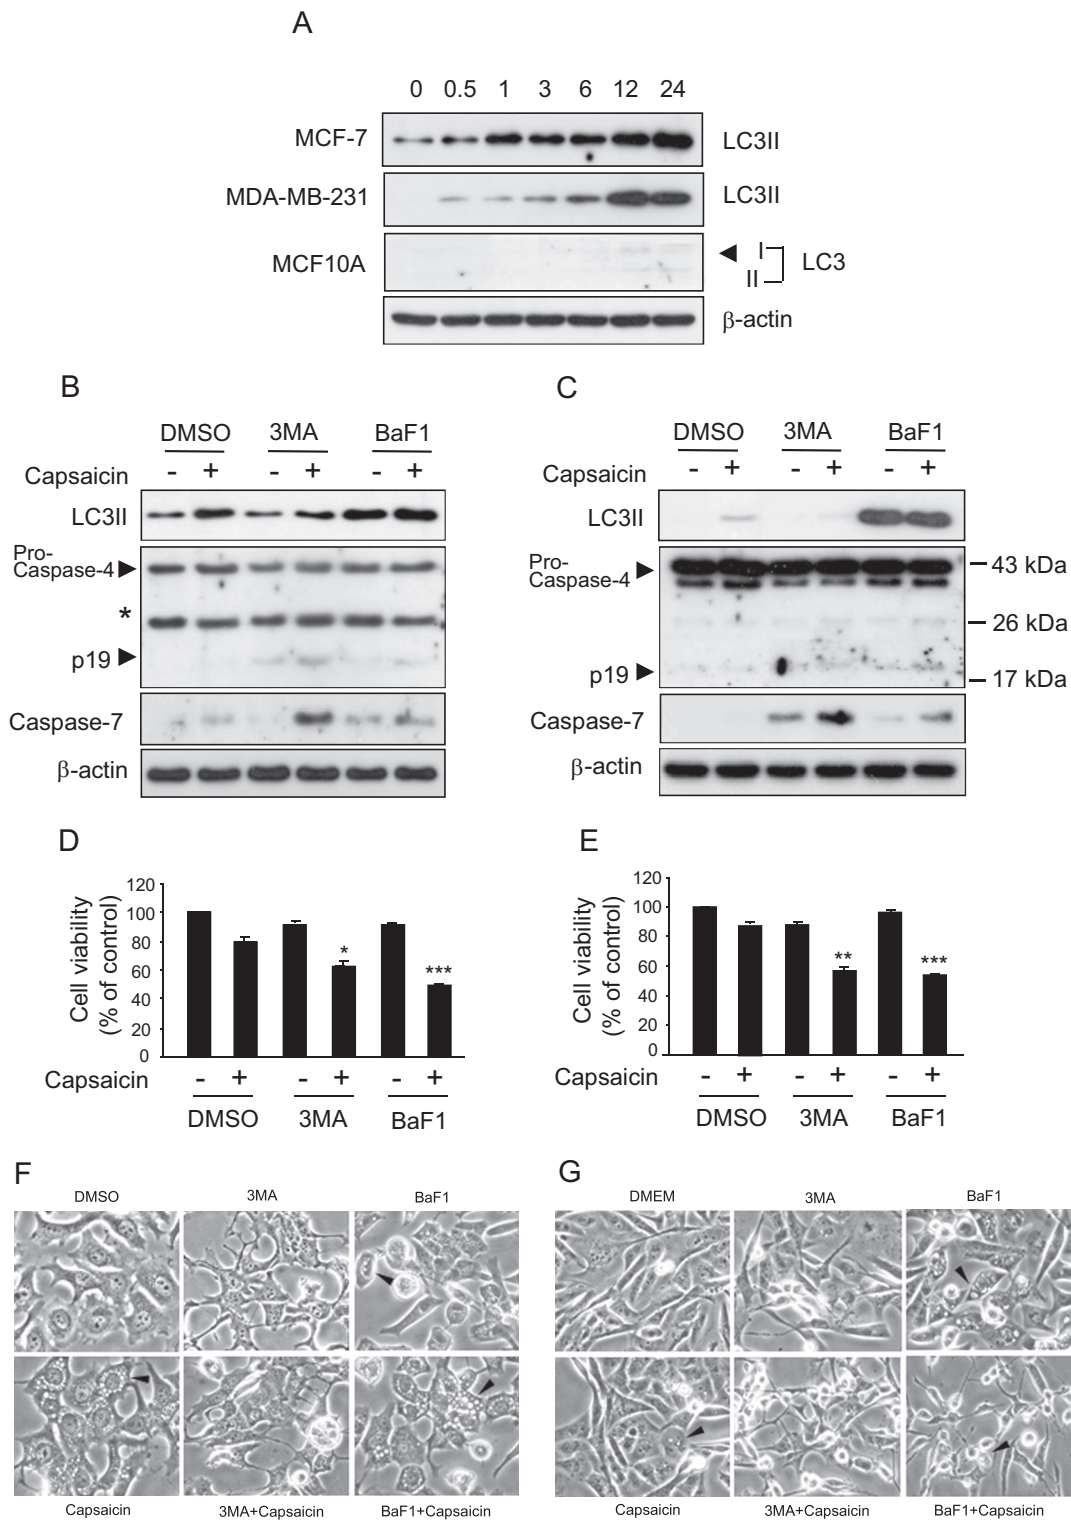 A
0 0.5 1 3 6 12 24
MCF-7 LC3II
MDA-MB-231 LC3II
MCF10A I II LC3
β-actin
B
DMSO 3MA BaF1
Capsaicin - + - + - +
LC3II
Pro-
Caspase-4
*
p19
Caspase-7
β-actin
C
DMSO 3MA BaF1
Capsaicin - + - + - +
LC3II
Pro-
Caspase-4
43 kDa
26 kDa
p19
17 kDa
Caspase-7
β-actin
D
Cell viability
(% of control)
120
100
80
60
40
20
0
*
***
Capsaicin - + - + - +
DMSO 3MA BaF1
E
Cell viability
(% of control)
120
100
80
60
40
20
0
**
***
Capsaicin - + - + - +
DMSO 3MA BaF1
F
DMSO 3MA BaF1
Capsaicin 3MA+Capsaicin BaF1+Capsaicin
G
DMEM 3MA BaF1
Capsaicin 3MA+Capsaicin BaF1+Capsaicin